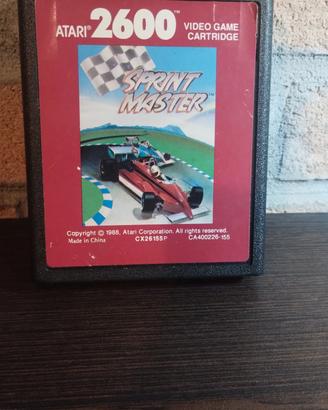 ATARI® 2600™ VIDEO GAME CARTRIDGE
SPRINT MASTER™
Copyright © 1988, Atari Corporation. All rights reserved.
Made in China CX26155P CA400226-155